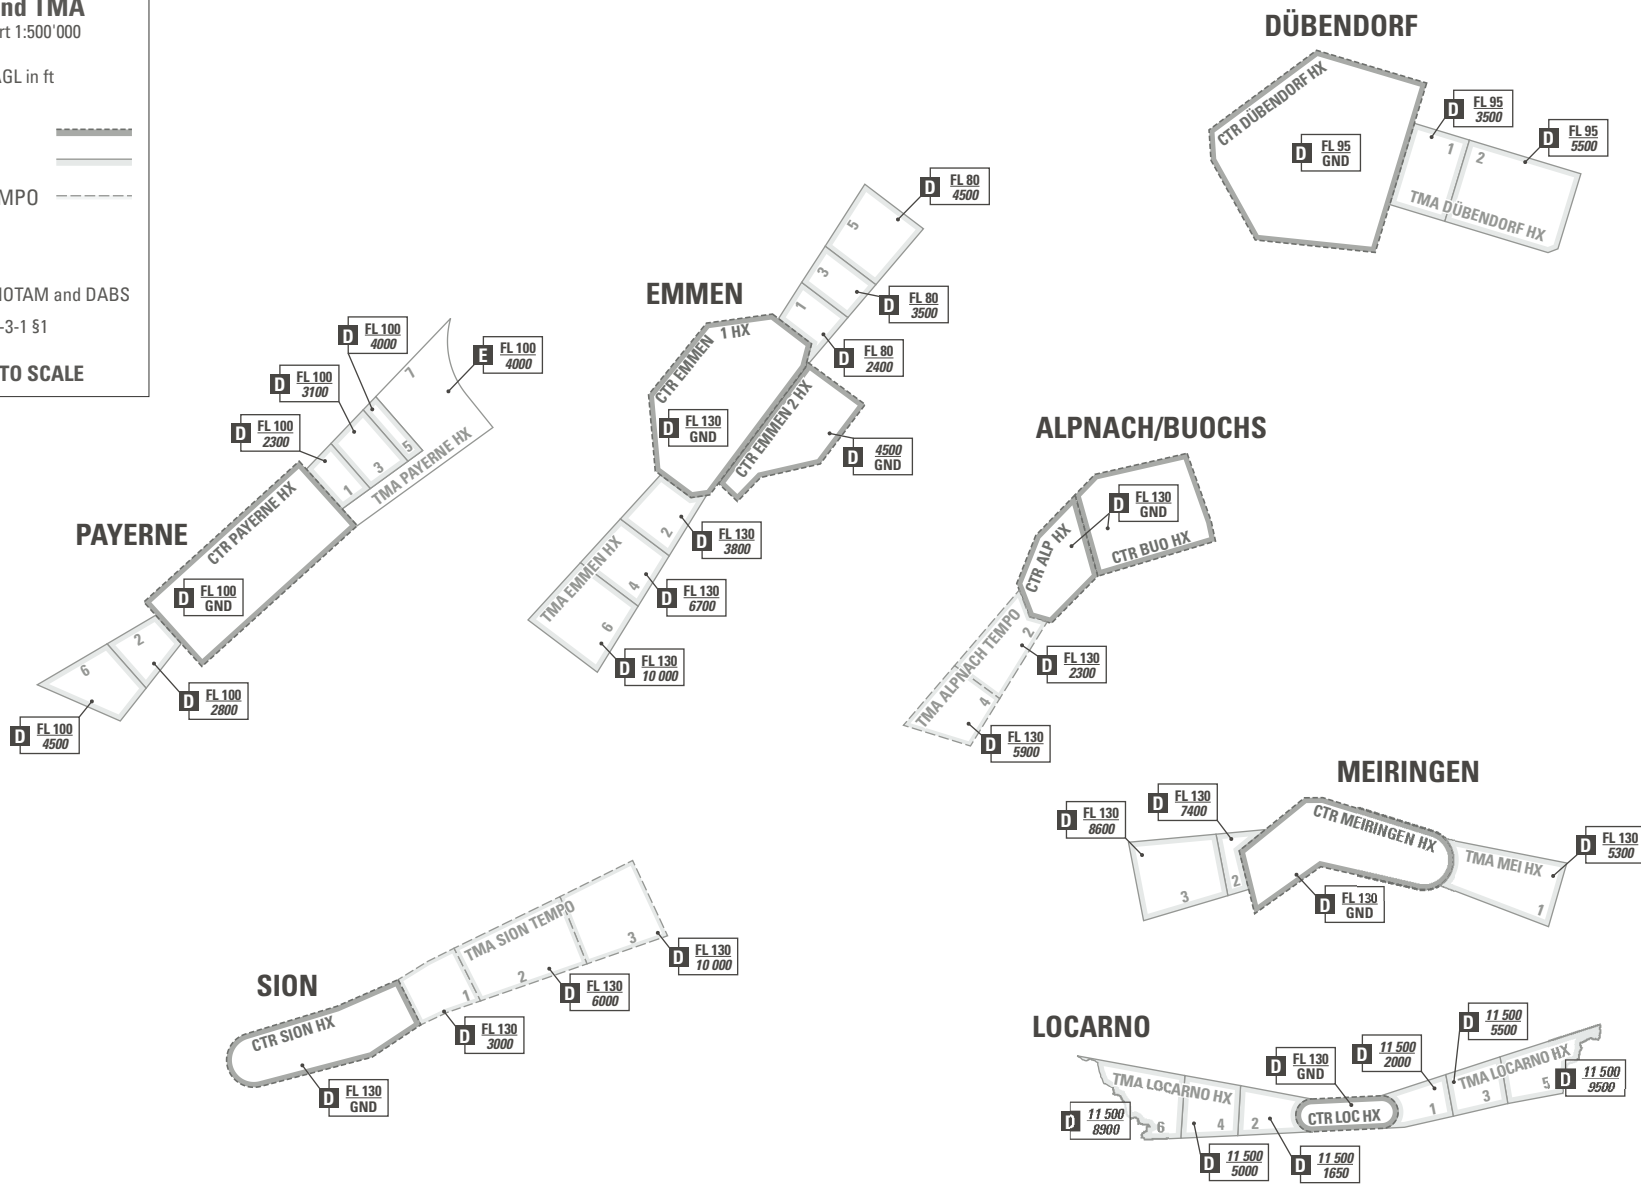 nd TMA
rt 1:500'000
AGL in ft
MPO
NOTAM and DABS
-3-1 §1
TO SCALE
DÜBENDORF
CTR DÜBENDORF HX
D FL 95
GND
D FL 95
3500
D FL 95
5500
1
2
TMA DÜBENDORF HX
EMMEN
D FL 80
4500
D FL 80
3500
D FL 80
2400
5
3
1
CTR EMMEN 1 HX
D FL 130
GND
CTR EMMEN 2 HX
D 4500
GND
D FL 130
3800
D FL 130
6700
D FL 130
10 000
TMA EMMEN HX
2
4
6
PAYERNE
D FL 100
4000
E FL 100
4000
D FL 100
3100
D FL 100
2300
7
5
3
1
TMA PAYERNE HX
CTR PAYERNE HX
D FL 100
GND
2
6
D FL 100
2800
D FL 100
4500
ALPNACH/BUOCHS
D FL 130
GND
CTR ALP HX
CTR BUO HX
TMA ALPNACH TEMPO
2
4
D FL 130
2300
D FL 130
5900
MEIRINGEN
D FL 130
7400
D FL 130
8600
CTR MEIRINGEN HX
TMA MEI HX
D FL 130
5300
3
2
1
D FL 130
GND
SION
CTR SION HX
TMA SION TEMPO
1
2
3
D FL 130
10 000
D FL 130
6000
D FL 130
3000
D FL 130
GND
LOCARNO
D 11 500
5500
D 11 500
2000
D FL 130
GND
TMA LOCARNO HX
TMA LOCARNO HX
D 11 500
9500
D 11 500
8900
6
4
2
CTR LOC HX
1
3
5
D 11 500
5000
D 11 500
1650